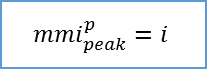 mmi^p_peak = i